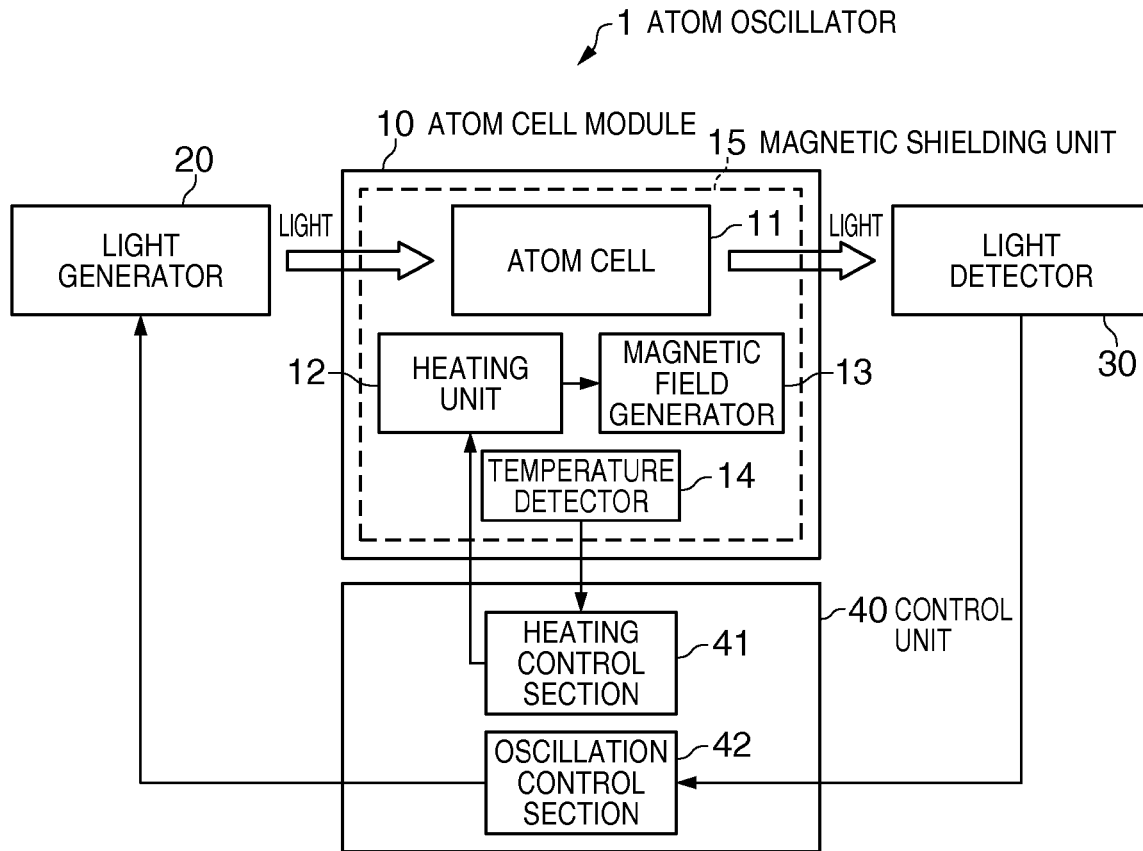 1 ATOM OSCILLATOR
10 ATOM CELL MODULE
15 MAGNETIC SHIELDING UNIT
20
LIGHT
GENERATOR
LIGHT
ATOM CELL
11
LIGHT
LIGHT
DETECTOR
30
12
HEATING
UNIT
MAGNETIC
FIELD
GENERATOR
13
TEMPERATURE
DETECTOR
14
40 CONTROL
UNIT
HEATING
CONTROL
SECTION
41
OSCILLATION
CONTROL
SECTION
42